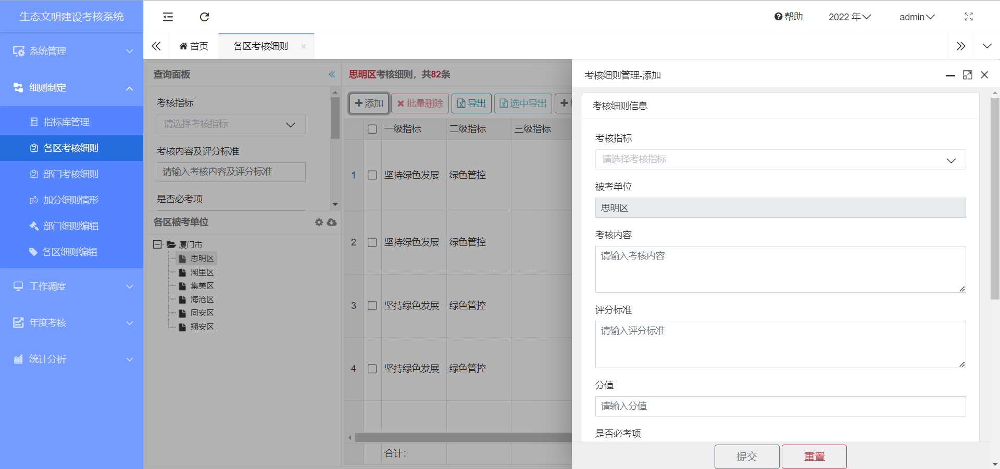 生态文明建设考核系统
帮助
2022 年
admin
系统管理
细则制定
指标库管理
各区考核细则
部门考核细则
加分细则情形
部门细则编辑
各区细则编辑
工作调度
年度考核
统计分析
首页
各区考核细则
查询面板
考核指标
请选择考核指标
考核内容及评分标准
请输入考核内容及评分标准
是否必考项
各区被考单位
厦门市
思明区
湖里区
集美区
海沧区
同安区
翔安区
思明区考核细则，共82条
添加 批量删除 导出 选中导出
一级指标 二级指标 三级指标
1 坚持绿色发展 绿色管控
2 坚持绿色发展 绿色管控
3 坚持绿色发展 绿色管控
4 坚持绿色发展 绿色管控
合计：
考核细则管理-添加
考核细则信息
考核指标
请选择考核指标
被考单位
思明区
考核内容
请输入考核内容
评分标准
请输入评分标准
分值
请输入分值
是否必考项
提交 重置